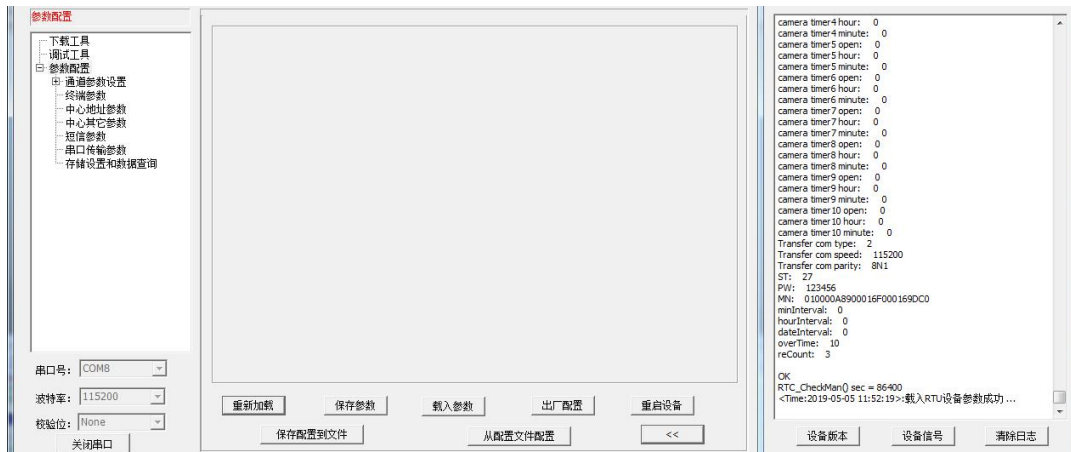 参数配置
下载工具
调试工具
参数配置
通道参数设置
终端参数
中心地址参数
中心其它参数
短信参数
串口传输参数
存储设置和数据查询
串口号： COM8
波特率： 115200
校验位： None
关闭串口
重新加载 保存参数 载入参数 出厂配置 重启设备
保存配置到文件 从配置文件配置 <<
camera timer4 hour: 0
camera timer4 minute: 0
camera timer5 open: 0
camera timer5 hour: 0
camera timer5 minute: 0
camera timer6 open: 0
camera timer6 hour: 0
camera timer6 minute: 0
camera timer7 open: 0
camera timer7 hour: 0
camera timer7 minute: 0
camera timer8 open: 0
camera timer8 hour: 0
camera timer8 minute: 0
camera timer9 open: 0
camera timer9 hour: 0
camera timer9 minute: 0
camera timer10 open: 0
camera timer10 hour: 0
camera timer10 minute: 0
Transfer com type: 2
Transfer com speed: 115200
Transfer com parity: 8N1
ST: 27
PW: 123456
MN: 010000A8900016F000169DC0
minInterval: 0
hourInterval: 0
dateInterval: 0
overTime: 10
reCount: 3
OK
RTC_CheckMan() sec = 86400
<Time:2019-05-05 11:52:19>:载入RTU设备参数成功 ...
设备版本 设备信号 清除日志